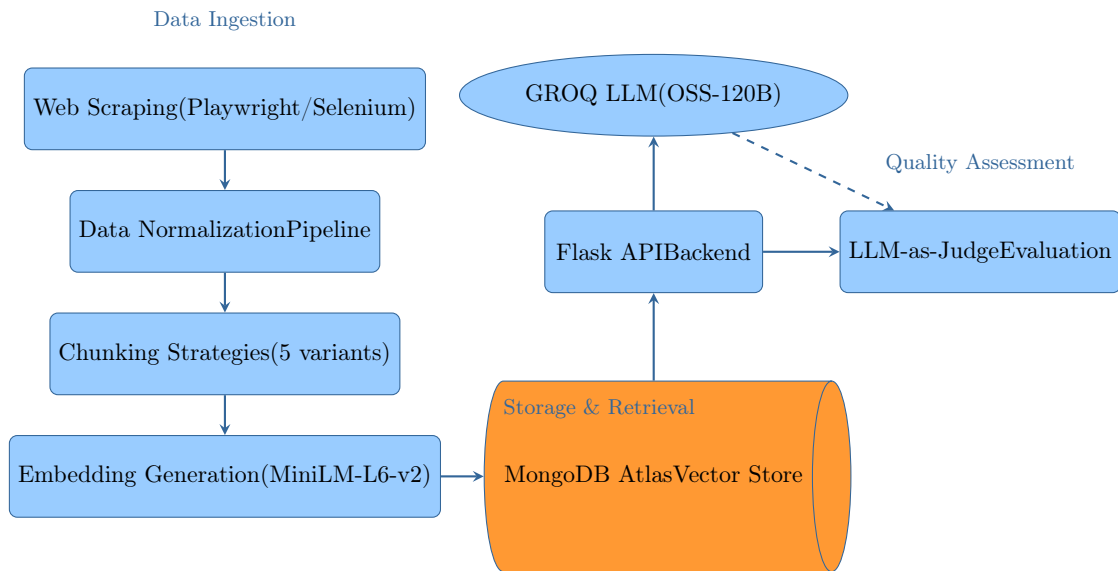 Data Ingestion
Web Scraping(Playwright/Selenium)
Data NormalizationPipeline
Chunking Strategies(5 variants)
Embedding Generation(MiniLM-L6-v2)
Storage & Retrieval
MongoDB AtlasVector Store
Flask APIBackend
GROQ LLM(OSS-120B)
Quality Assessment
LLM-as-JudgeEvaluation